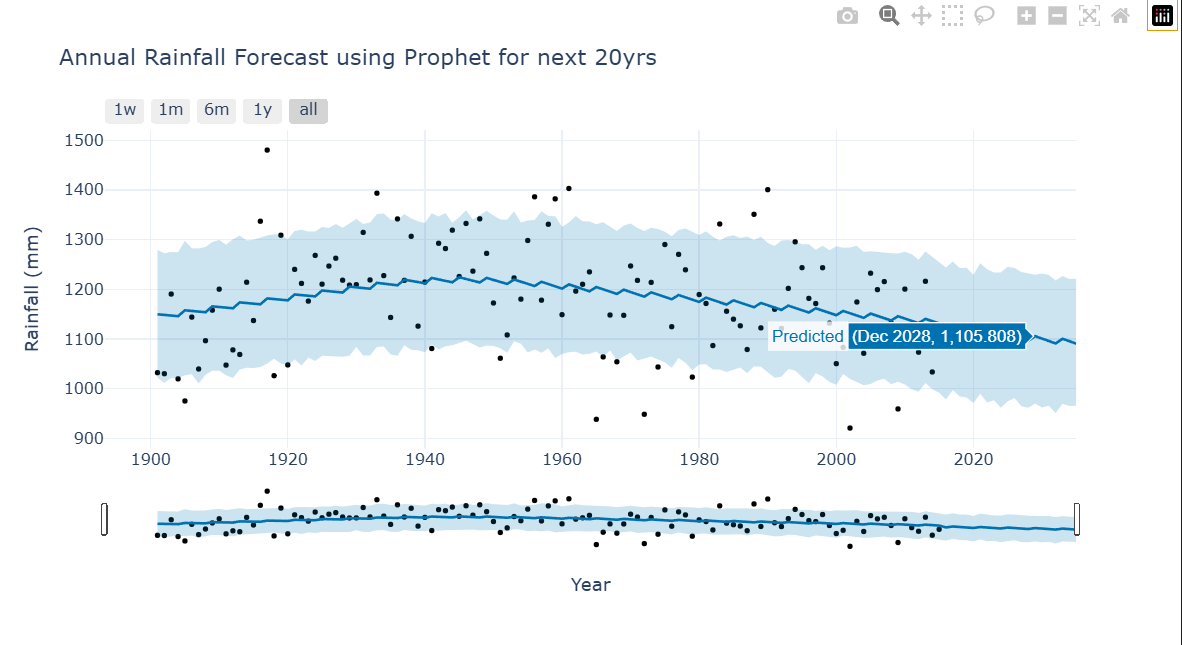 Annual Rainfall Forecast using Prophet for next 20yrs
1w 1m 6m 1y all
1500
1400
1300
1200
1100
1000
900
Rainfall (mm)
Predicted (Dec 2028, 1,105.808)
1900 1920 1940 1960 1980 2000 2020
Year